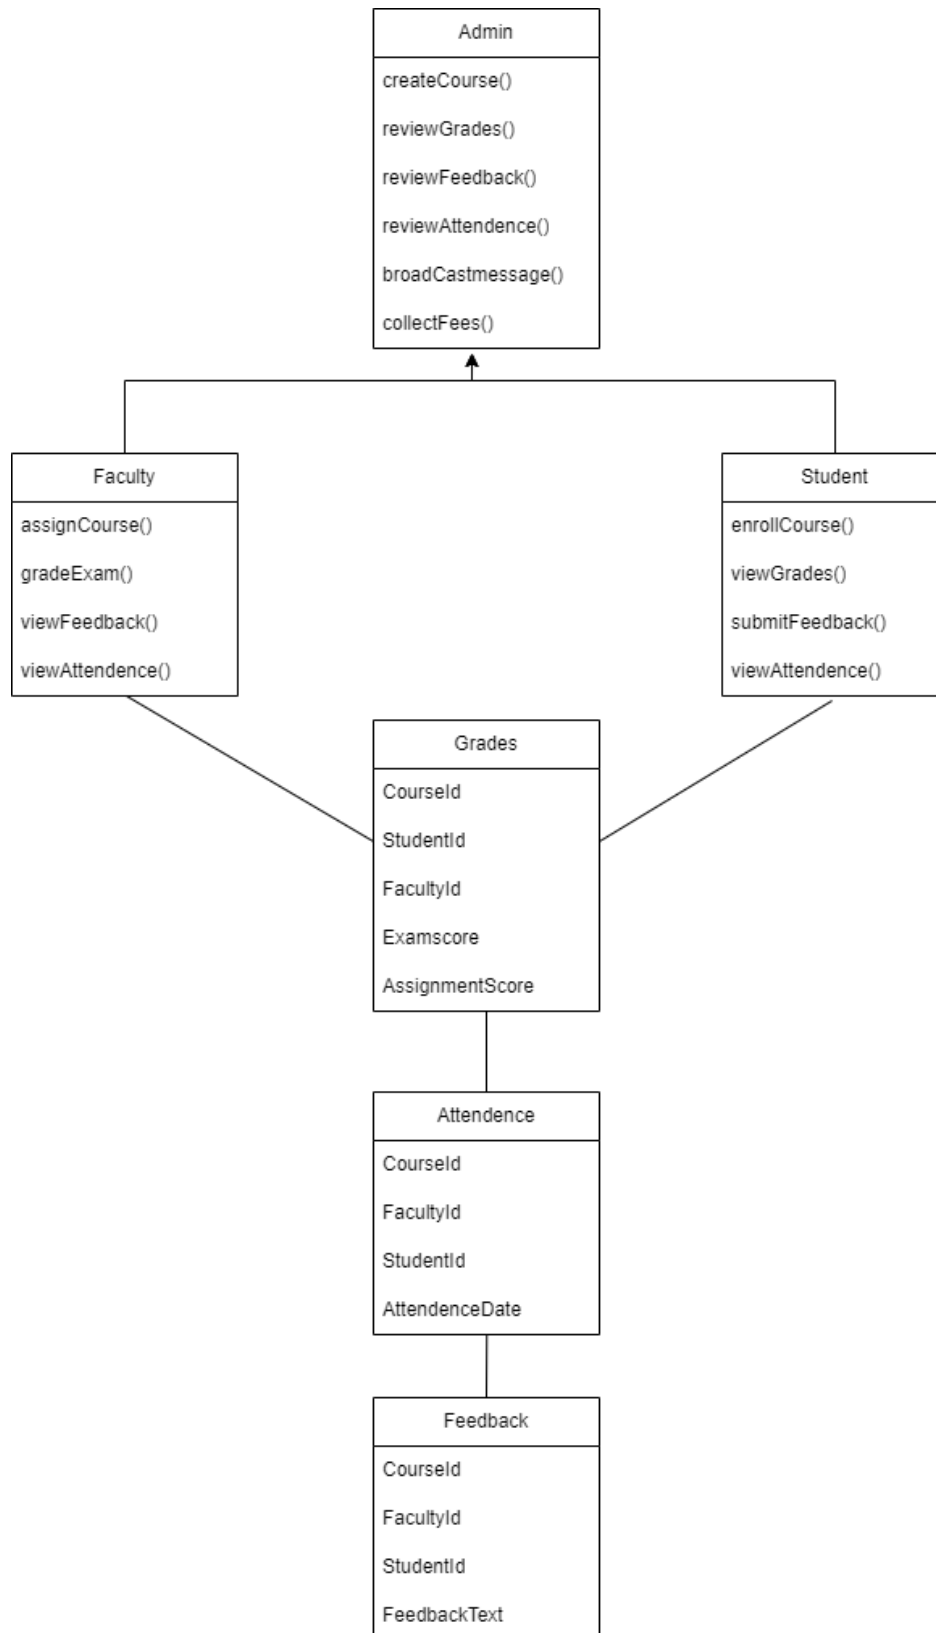 Admin
createCourse()
reviewGrades()
reviewFeedback()
reviewAttendence()
broadCastmessage()
collectFees()
Faculty
assignCourse()
gradeExam()
viewFeedback()
viewAttendence()
Student
enrollCourse()
viewGrades()
submitFeedback()
viewAttendence()
Grades
CourseId
StudentId
FacultyId
Examscore
AssignmentScore
Attendence
CourseId
FacultyId
StudentId
AttendenceDate
Feedback
CourseId
FacultyId
StudentId
FeedbackText